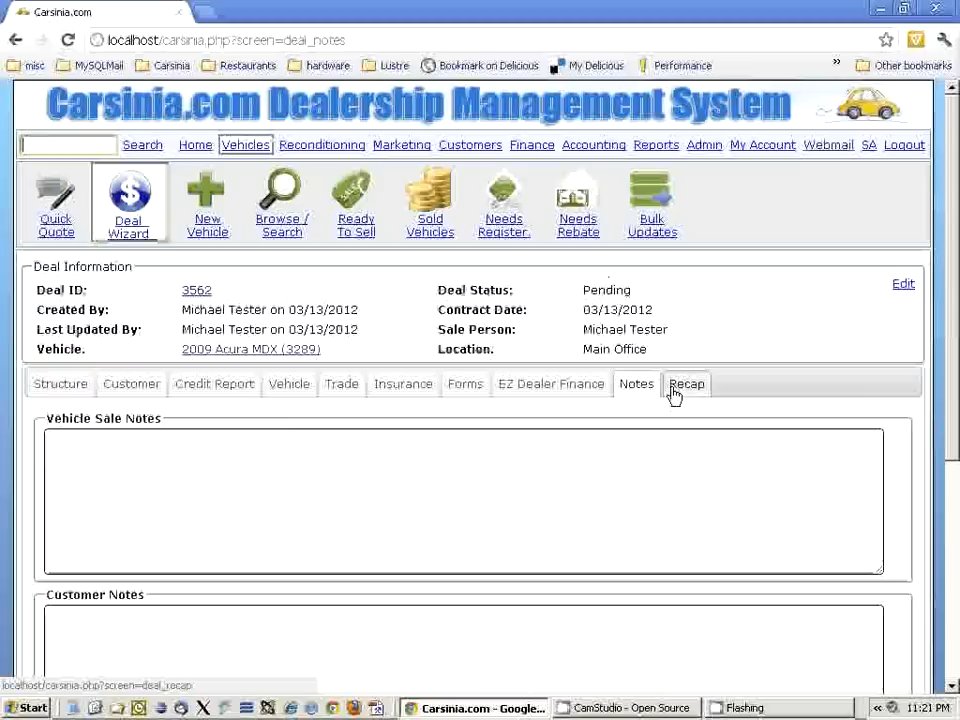 Carsinia.com
localhost/carsinia.php?screen=deal_notes
misc MySQLMail Carsinia Restaurants hardware Lustre Bookmark on Delicious My Delicious Performance » Other bookmarks
Carsinia.com Dealership Management System
Search Home Vehicles Reconditioning Marketing Customers Finance Accounting Reports Admin My Account Webmail SA Logout
Quick Quote
Deal Wizard
New Vehicle
Browse / Search
Ready To Sell
Sold Vehicles
Needs Register.
Needs Rebate
Bulk Updates
Deal Information
Edit
Deal ID: 3562 Deal Status: Pending
Created By: Michael Tester on 03/13/2012 Contract Date: 03/13/2012
Last Updated By: Michael Tester on 03/13/2012 Sale Person: Michael Tester
Vehicle. 2009 Acura MDX (3289) Location. Main Office
Structure Customer Credit Report Vehicle Trade Insurance Forms EZ Dealer Finance Notes Recap
Vehicle Sale Notes
Customer Notes
localhost/carsinia.php?screen=deal_recap
Start Carsinia.com - Google... CamStudio - Open Source Flashing « 11:21 PM